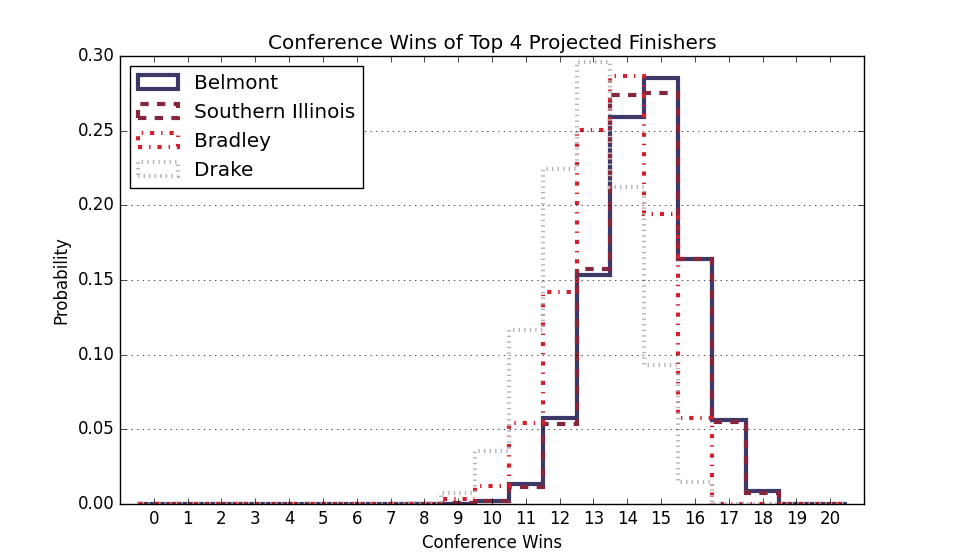 Conference Wins of Top 4 Projected Finishers
Belmont
Southern Illinois
Bradley
Drake
Probability
0.30
0.25
0.20
0.15
0.10
0.05
0.00
0 1 2 3 4 5 6 7 8 9 10 11 12 13 14 15 16 17 18 19 20
Conference Wins